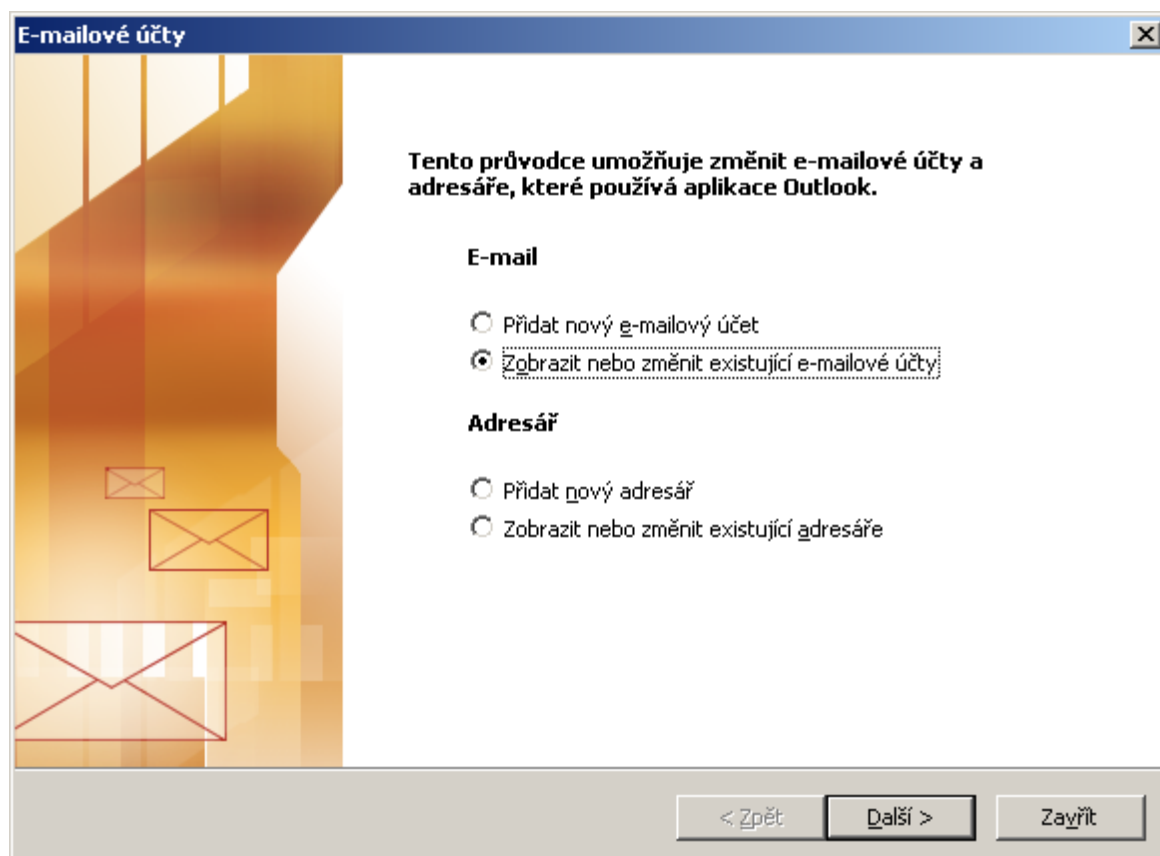 E-mailové účty
Tento průvodce umožňuje změnit e-mailové účty a
adresáře, které používá aplikace Outlook.
E-mail
Přidat nový e-mailový účet
Zobrazit nebo změnit existující e-mailové účty
Adresář
Přidat nový adresář
Zobrazit nebo změnit existující adresáře
< Zpět
Další >
Zavřít